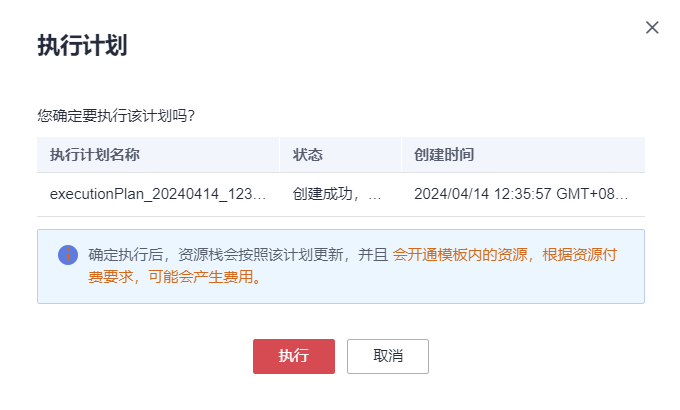 执行计划
您确定要执行该计划吗?
执行计划名称 状态 创建时间
executionPlan_20240414_123... 创建成功，... 2024/04/14 12:35:57 GMT+08...
确定执行后，资源栈会按照该计划更新，并且 会开通模板内的资源，根据资源付
费要求，可能会产生费用。
执行 取消